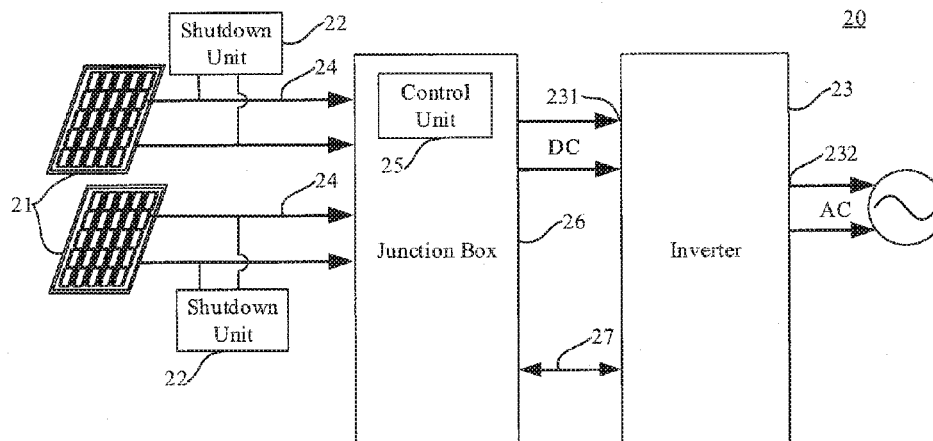 20
Shutdown
Unit
22
24
Control
Unit
25
231
DC
23
232
AC
21
24
Junction Box
26
Inverter
Shutdown
Unit
22
27